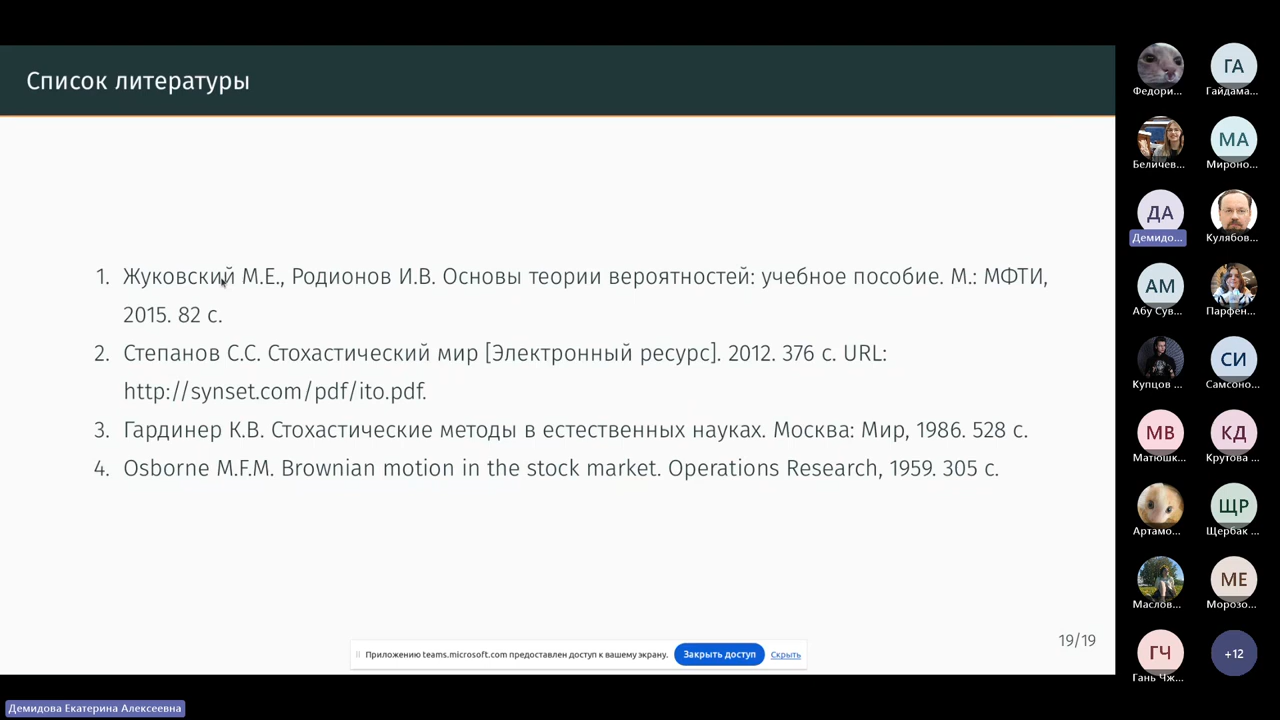 Список литературы
1. Жуковский М.Е., Родионов И.В. Основы теории вероятностей: учебное пособие. М.: МФТИ,
2015. 82 с.
2. Степанов С.С. Стохастический мир [Электронный ресурс]. 2012. 376 с. URL:
http://synset.com/pdf/ito.pdf.
3. Гардинер К.В. Стохастические методы в естественных науках. Москва: Мир, 1986. 528 с.
4. Osborne M.F.M. Brownian motion in the stock market. Operations Research, 1959. 305 с.
19/19
Приложению teams.microsoft.com предоставлен доступ к вашему экрану. Закрыть доступ Скрыть
Демидова Екатерина Алексеевна
ГА
Федори... Гайдама...
МА
Беличев... Мироно...
ДА
Демидо... Кулябов...
АМ
Абу Сув... Парфен...
СИ
Купцов ... Самсоно...
МВ КД
Матюшк... Крутова ...
ЩР
Артамо... Щербак ...
МЕ
Маслов... Морозо...
ГЧ +12
Гань Чж...